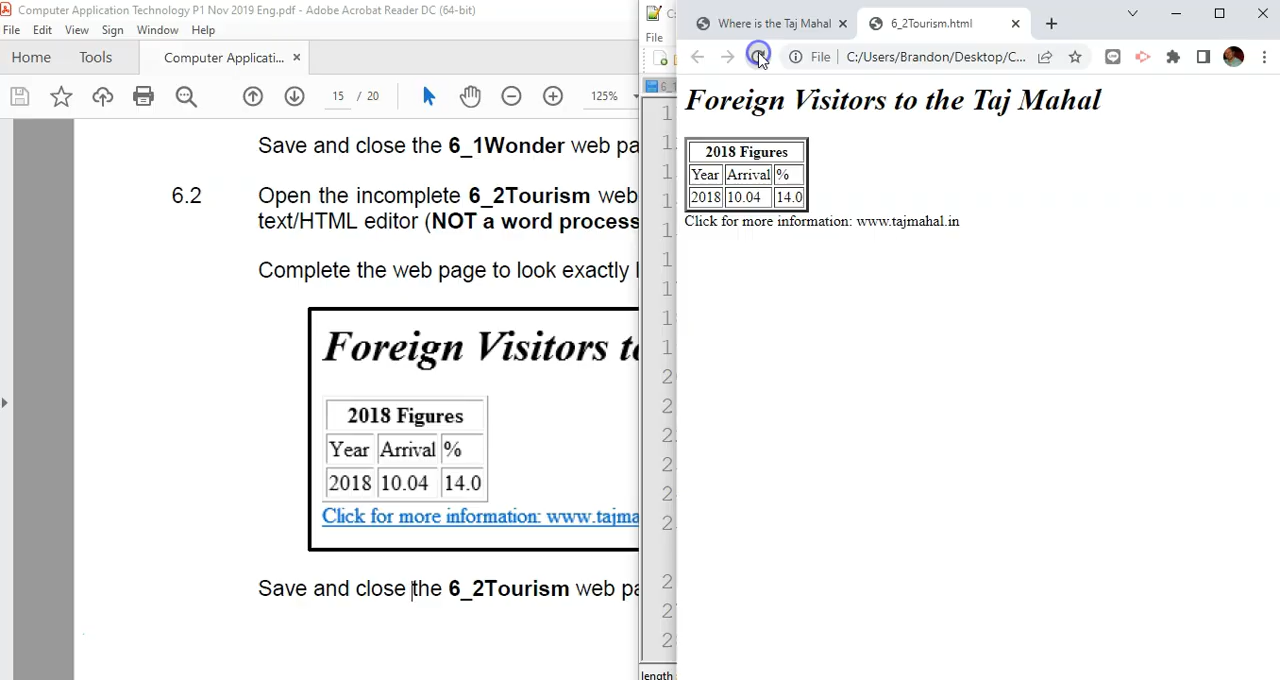 Computer Application Technology P1 Nov 2019 Eng.pdf - Adobe Acrobat Reader DC (64-bit)
File Edit View Sign Window Help
Home Tools Computer Applicati... ×
15 / 20 125%
Save and close the 6_1Wonder web pa
6.2 Open the incomplete 6_2Tourism web
text/HTML editor (NOT a word process
Complete the web page to look exactly l
Foreign Visitors to
2018 Figures
Year Arrival %
2018 10.04 14.0
Click for more information: www.tajma
Save and close the 6_2Tourism web pa
File
length
Where is the Taj Mahal
6_2Tourism.html
File C:/Users/Brandon/Desktop/C...
Foreign Visitors to the Taj Mahal
2018 Figures
Year Arrival %
2018 10.04 14.0
Click for more information: www.tajmahal.in